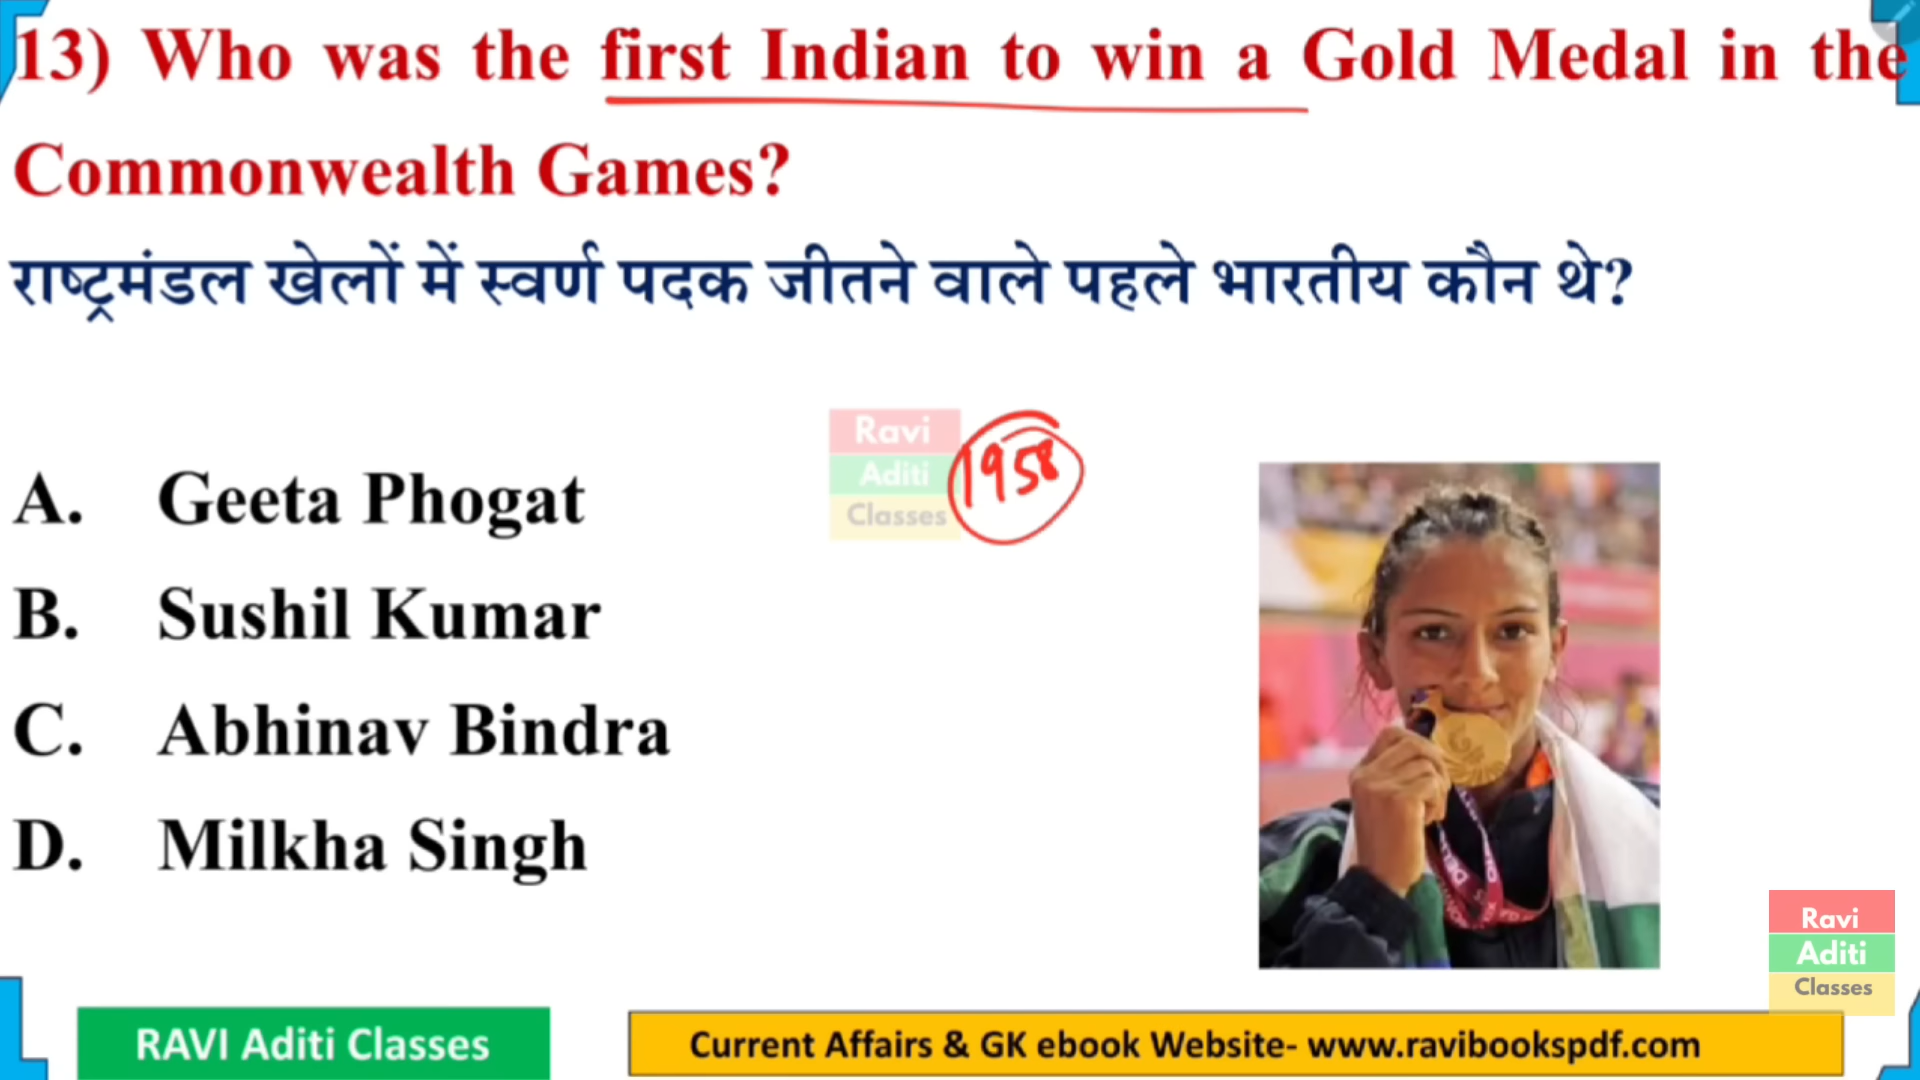 13) Who was the first Indian to win a Gold Medal in the
Commonwealth Games?
राष्ट्रमंडल खेलों में स्वर्ण पदक जीतने वाले पहले भारतीय कौन थे?
Ravi
Aditi
Classes
1958
A. Geeta Phogat
B. Sushil Kumar
C. Abhinav Bindra
D. Milkha Singh
Ravi
Aditi
Classes
RAVI Aditi Classes
Current Affairs & GK ebook Website- www.ravibookspdf.com